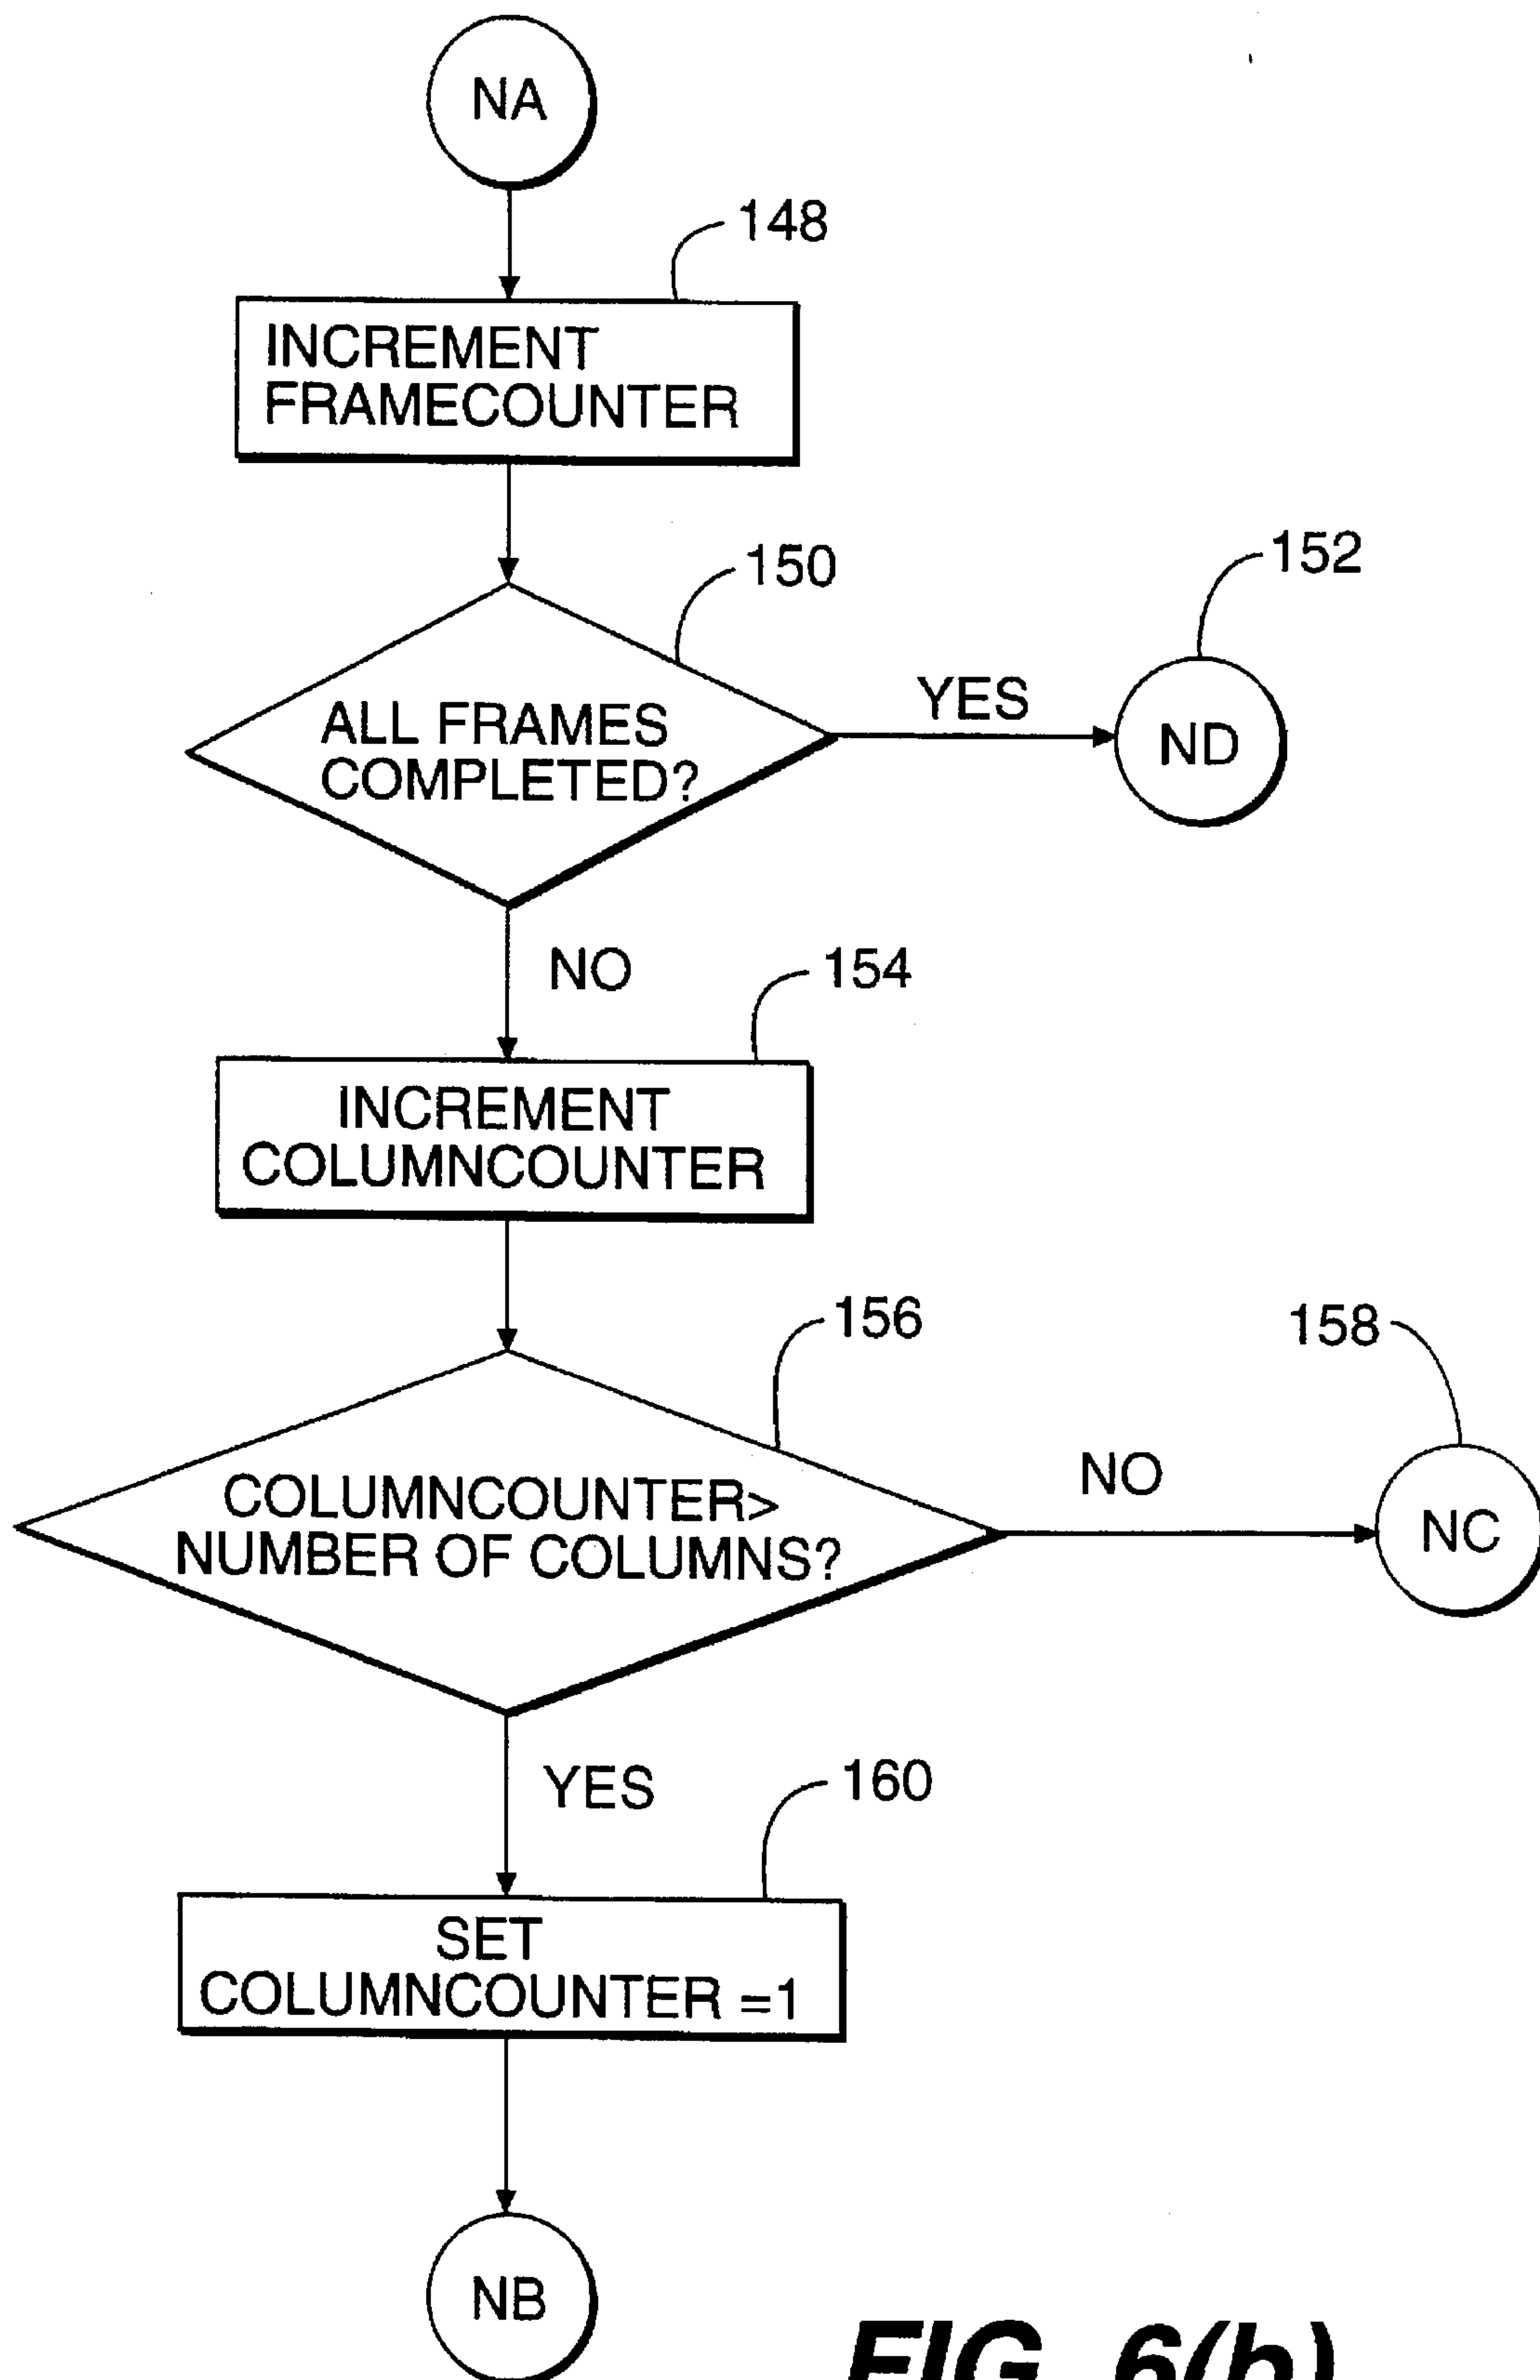 NA
148
INCREMENT
FRAMECOUNTER
150
152
ALL FRAMES
COMPLETED?
YES
ND
NO
154
INCREMENT
COLUMNCOUNTER
156
158
COLUMNCOUNTER>
NUMBER OF COLUMNS?
NO
NC
YES
160
SET
COLUMNCOUNTER =1
NB
FIG. 6(b)